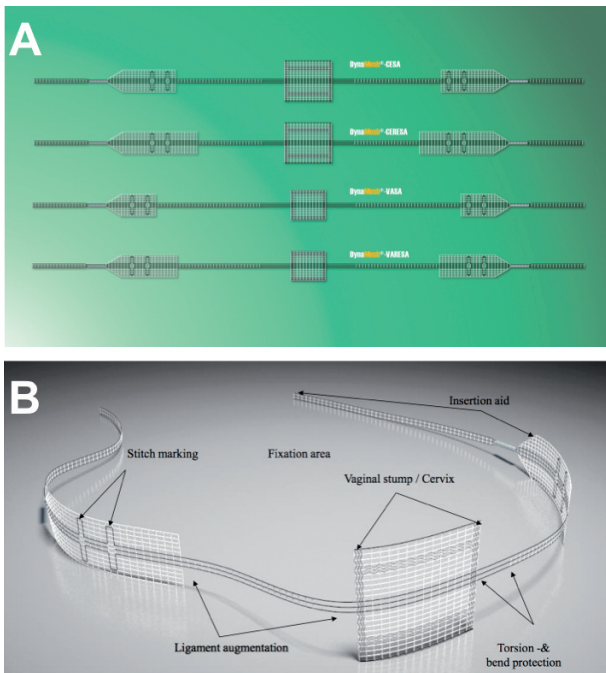 A
DynaMesh®-CESA
DynaMesh®-CERESA
DynaMesh®-VASA
DynaMesh®-VARESA
B
Insertion aid
Stitch marking
Fixation area
Vaginal stump / Cervix
Ligament augmentation
Torsion -&
bend protection